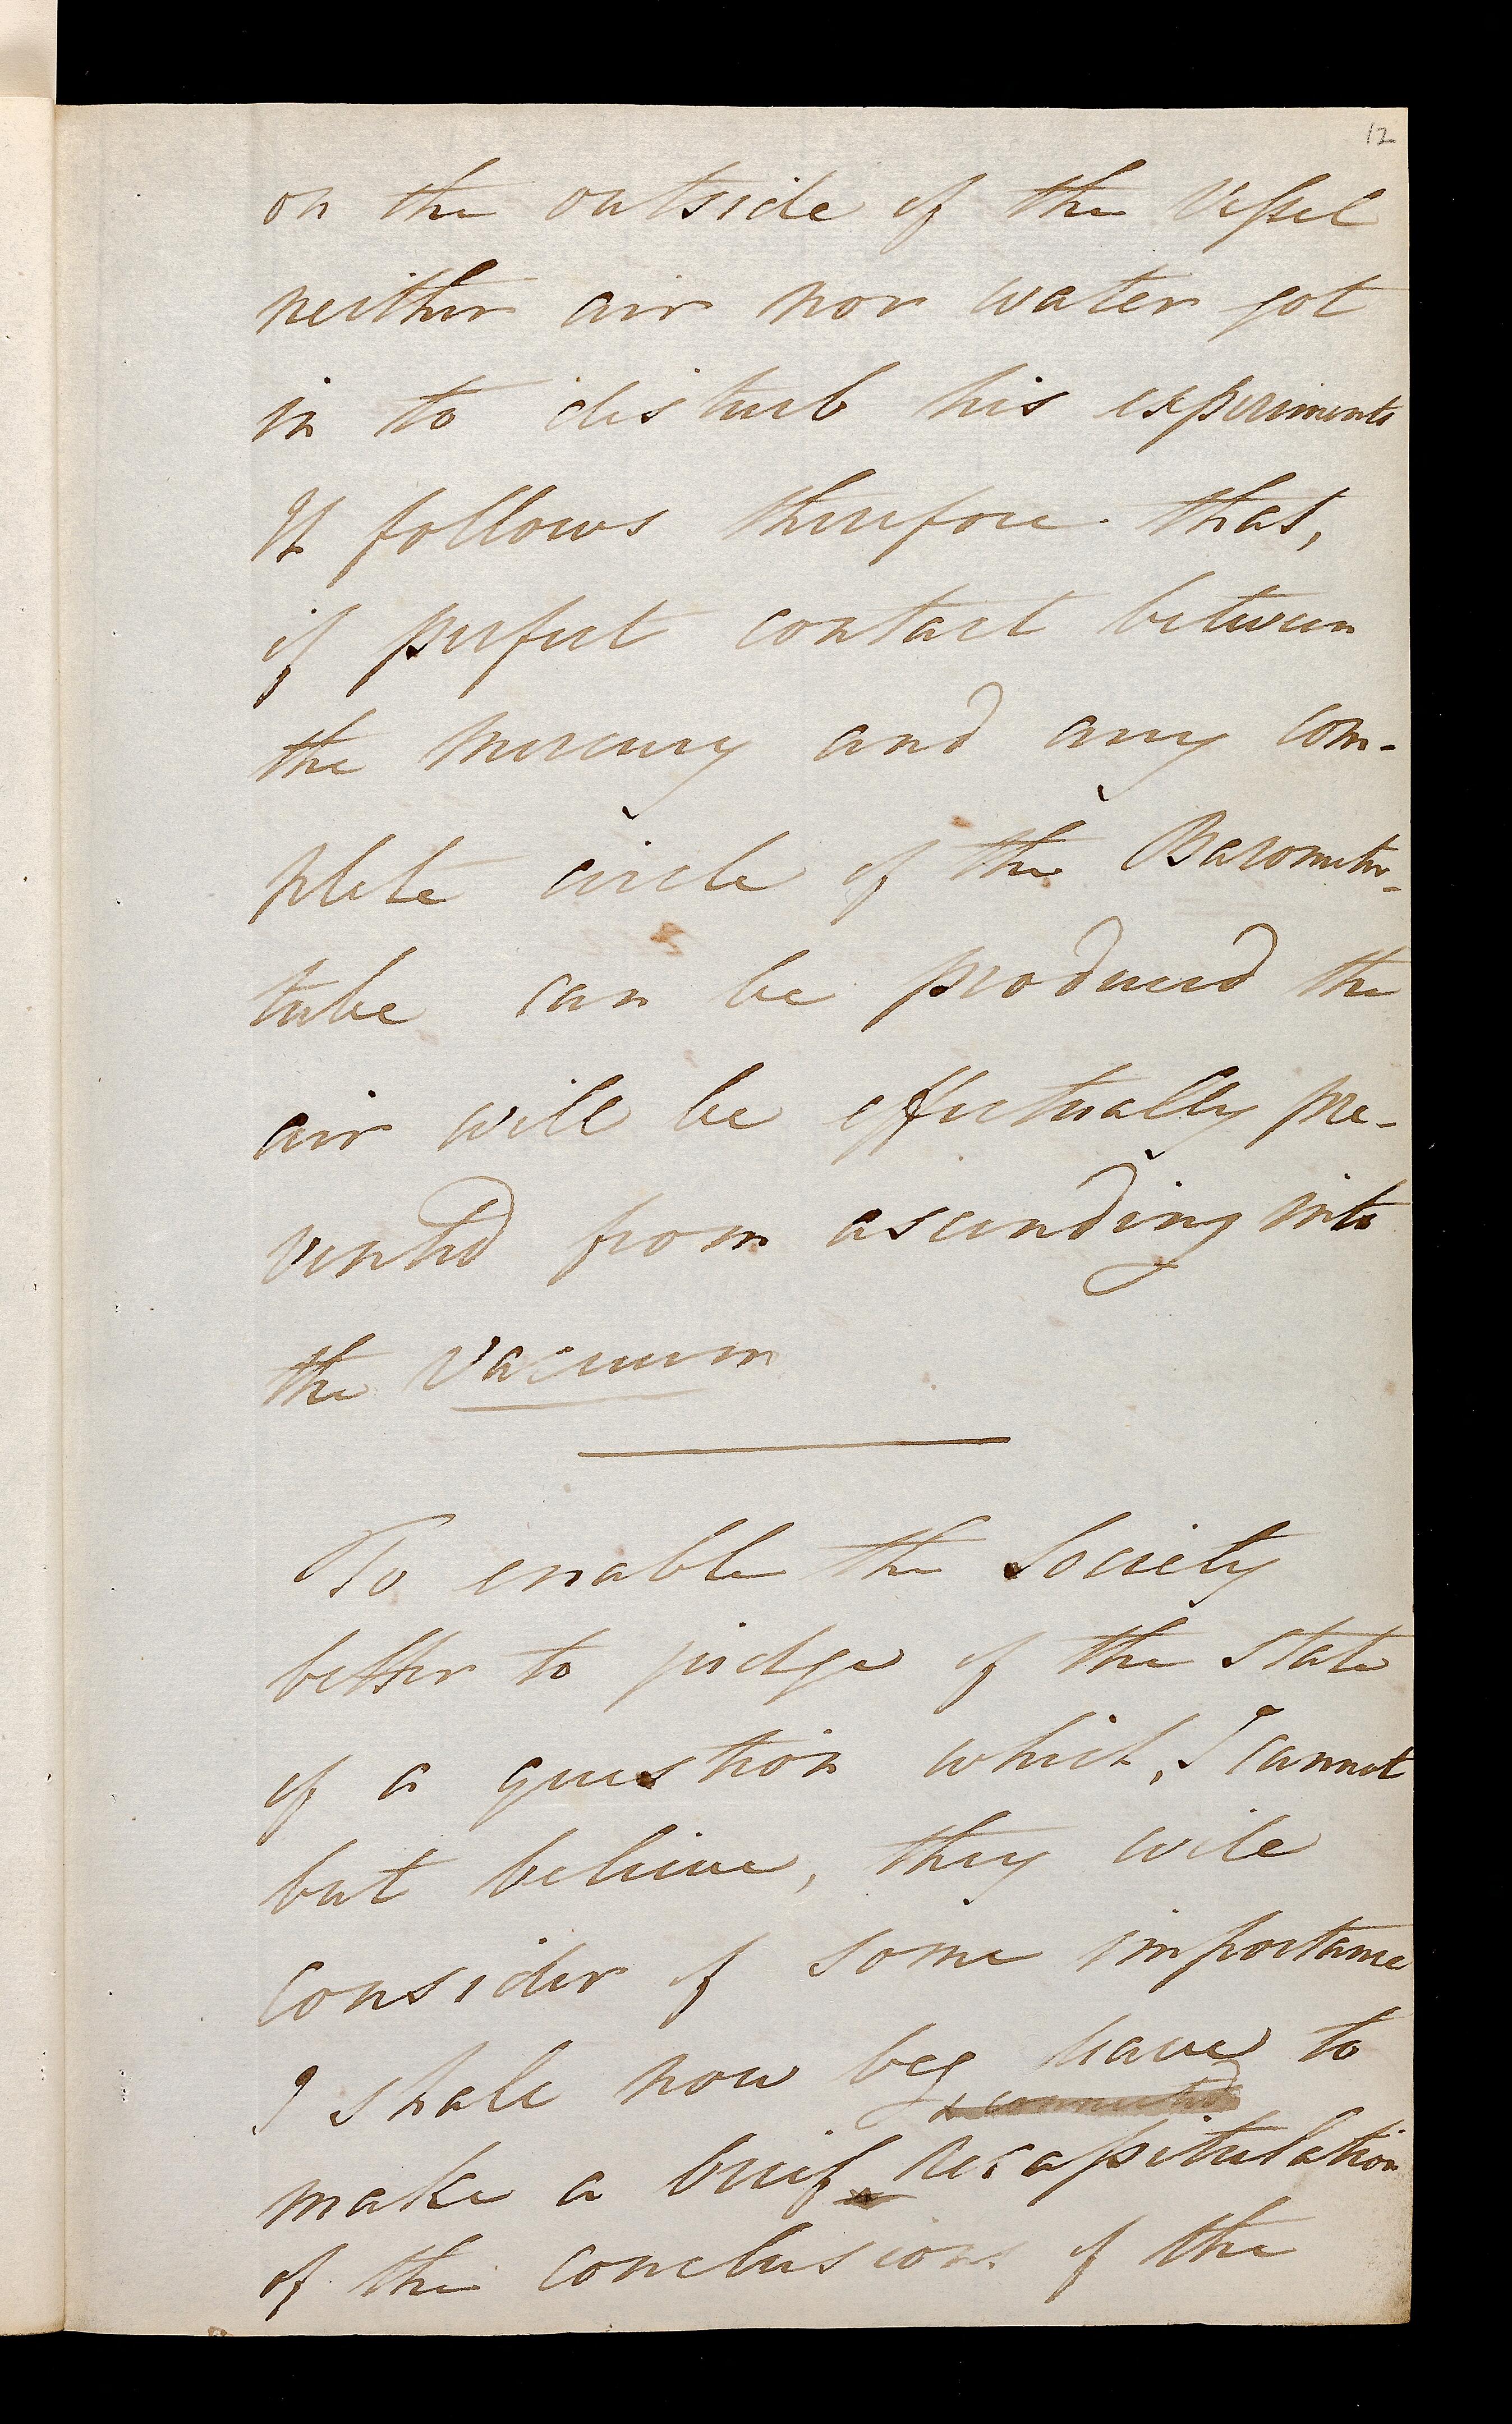 12
on the outside of the Vessel
neither air nor water got
in to disturb his experiments
It follows therefore that,
if perfect contact between
the mercury and any com-
plete circle of the Barometer-
tube can be produced the
air will be effectually pre-
vented from ascending into
the Vacuum
To enable the Society
better to judge of the state
of a question which, I cannot
but believe, they will
consider of some importance
I shall now beg leave to
make a brief recapitulation
of the conclusions of the